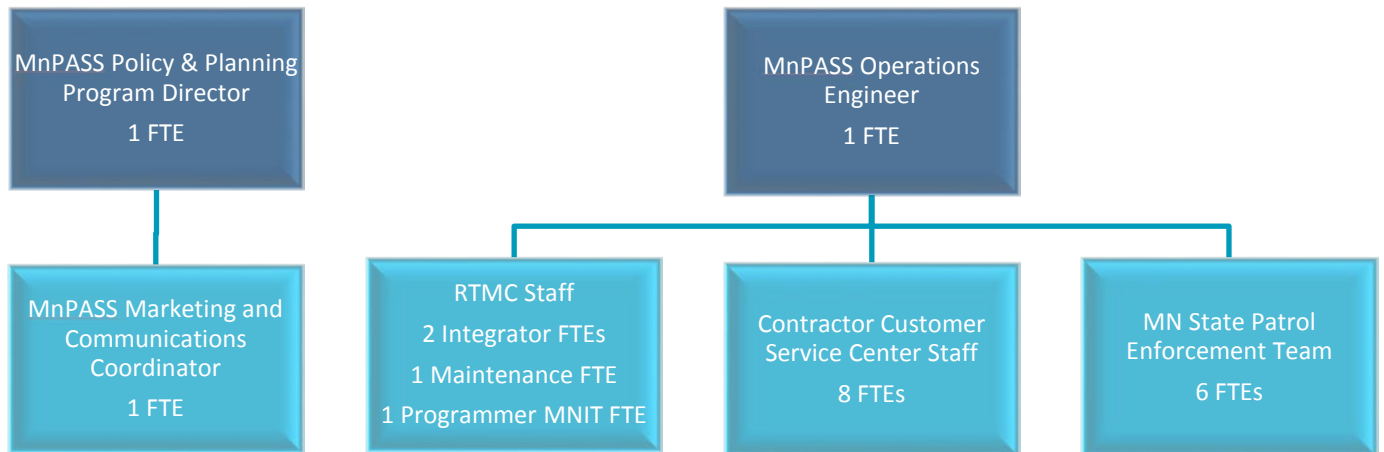 MnPASS Policy & Planning
Program Director
1 FTE
MnPASS Operations
Engineer
1 FTE
MnPASS Marketing and
Communications
Coordinator
1 FTE
RTMC Staff
2 Integrator FTEs
1 Maintenance FTE
1 Programmer MNIT FTE
Contractor Customer
Service Center Staff
8 FTEs
MN State Patrol
Enforcement Team
6 FTEs